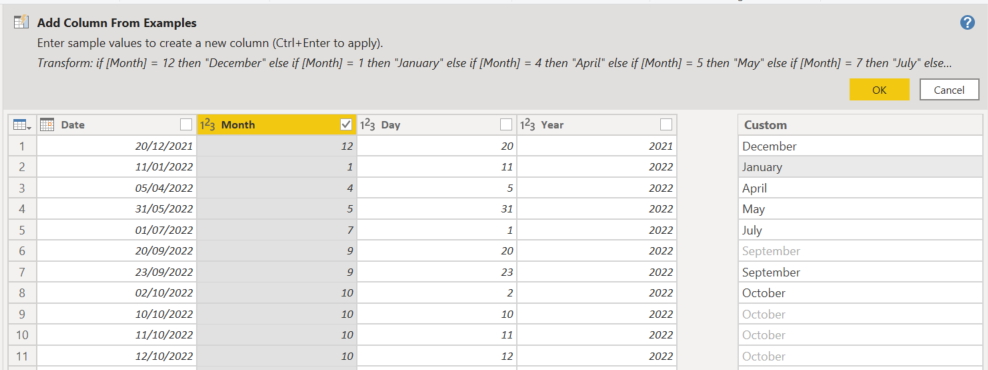 Add Column From Examples
Enter sample values to create a new column (Ctrl+Enter to apply).
Transform: if [Month] = 12 then "December" else if [Month] = 1 then "January" else if [Month] = 4 then "April" else if [Month] = 5 then "May" else if [Month] = 7 then "July" else...
OK Cancel
Date 123 Month 123 Day 123 Year Custom
1 20/12/2021 12 20 2021 December
2 11/01/2022 1 11 2022 January
3 05/04/2022 4 5 2022 April
4 31/05/2022 5 31 2022 May
5 01/07/2022 7 1 2022 July
6 20/09/2022 9 20 2022 September
7 23/09/2022 9 23 2022 September
8 02/10/2022 10 2 2022 October
9 10/10/2022 10 10 2022 October
10 11/10/2022 10 11 2022 October
11 12/10/2022 10 12 2022 October